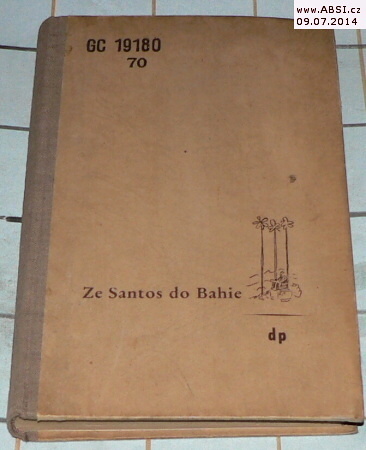 www.ABSI.cz
09.07.2014
GC 19180
70
Ze Santos do Bahie
dp